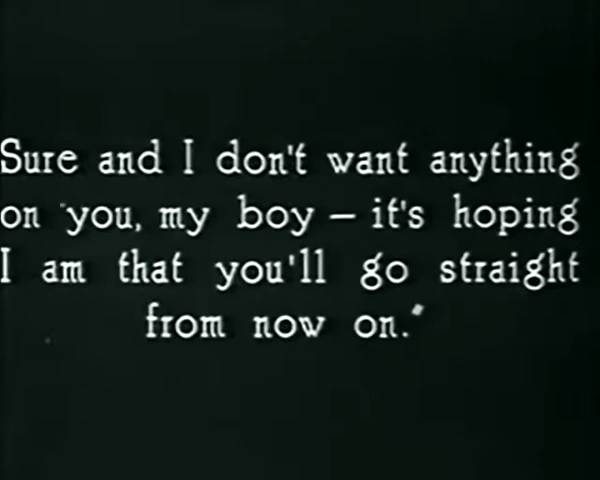 Sure and I don't want anything
on you, my boy — it's hoping
I am that you'll go straight
from now on."